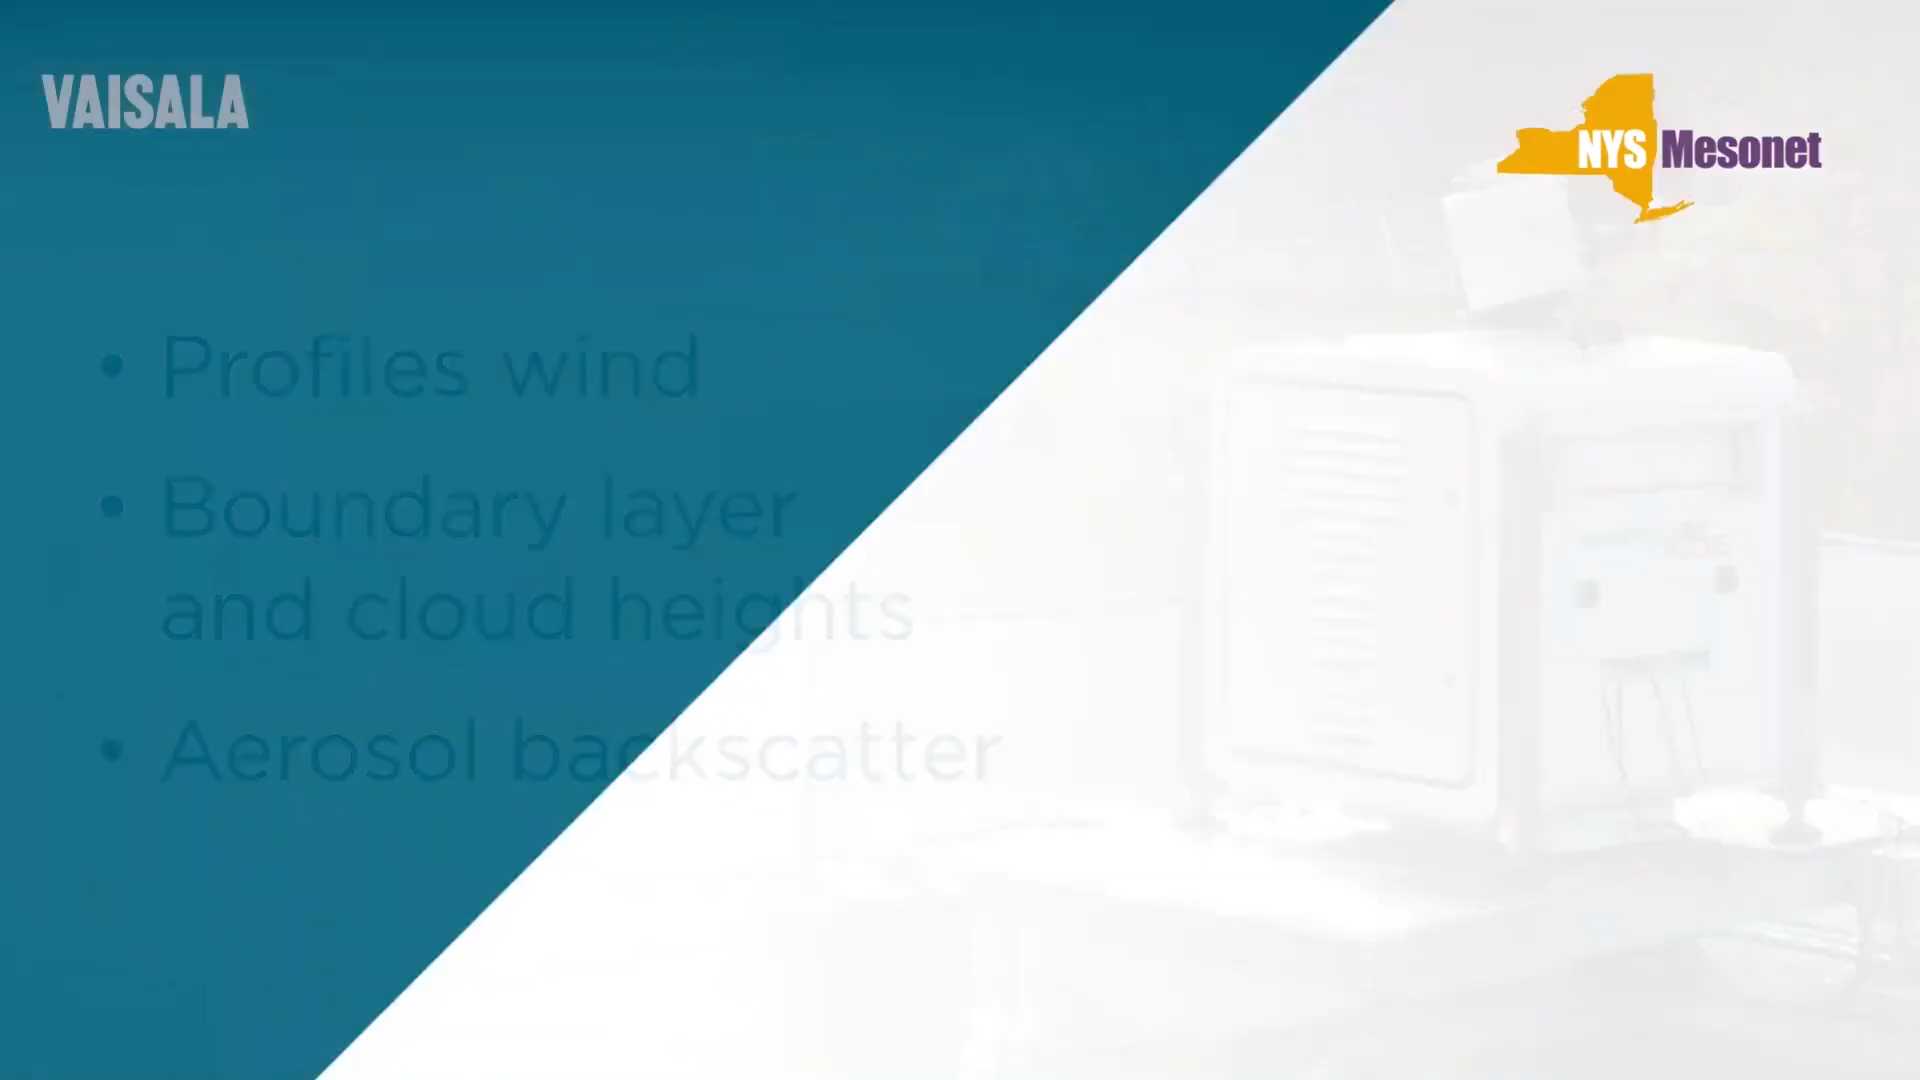 VAISALA
NYS Mesonet
• Profiles wind
• Boundary layer
and cloud heights
• Aerosol backscatter